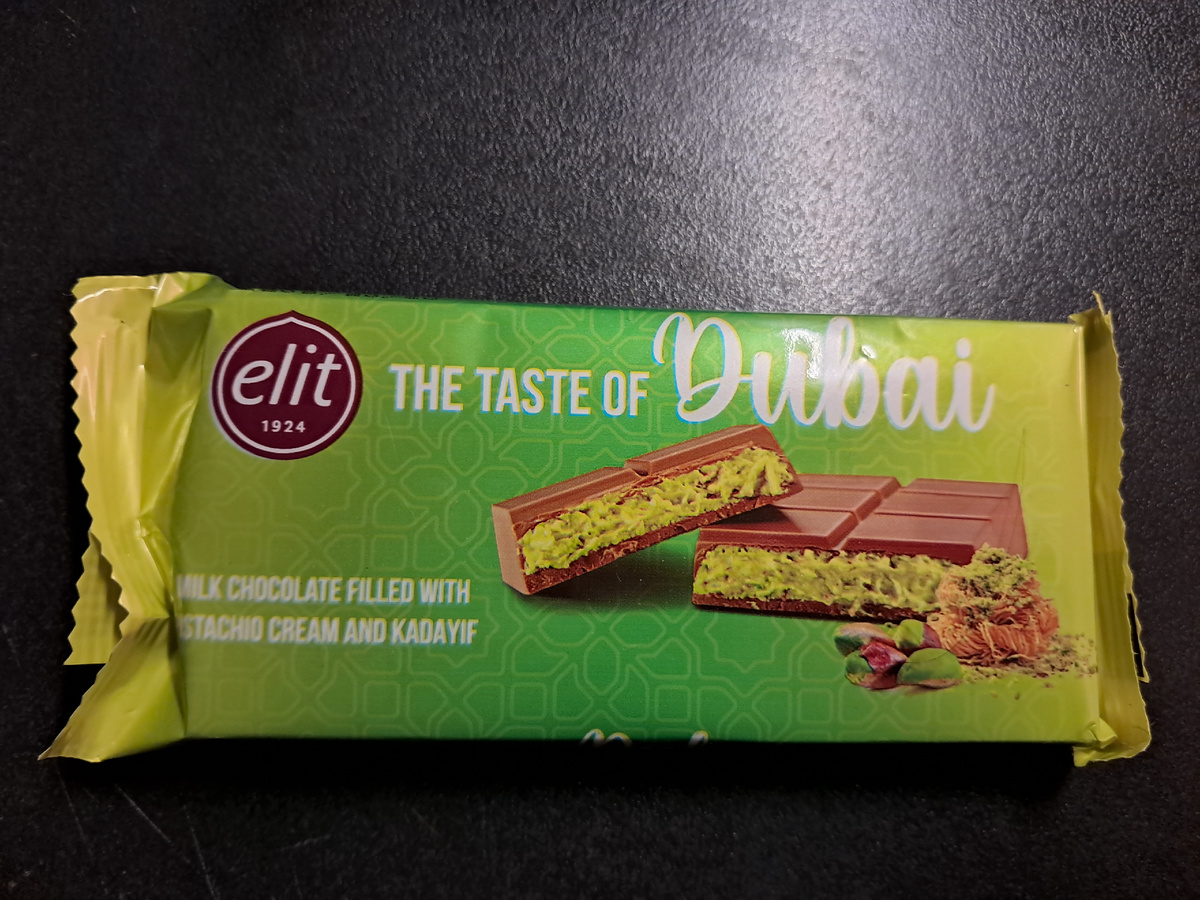 elit
1924
THE TASTE OF Dubai
MILK CHOCOLATE FILLED WITH
STACHIO CREAM AND KADAYIF